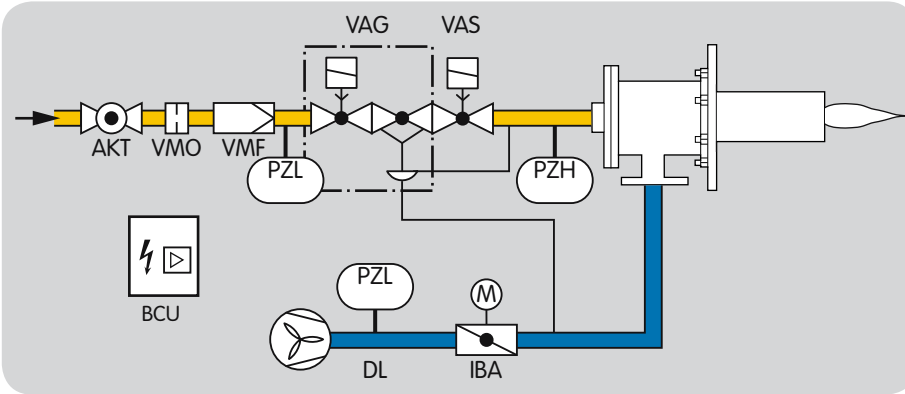 VAG
VAS
AKT
VMO
VMF
PZL
PZH
BCU
PZL
M
DL
IBA